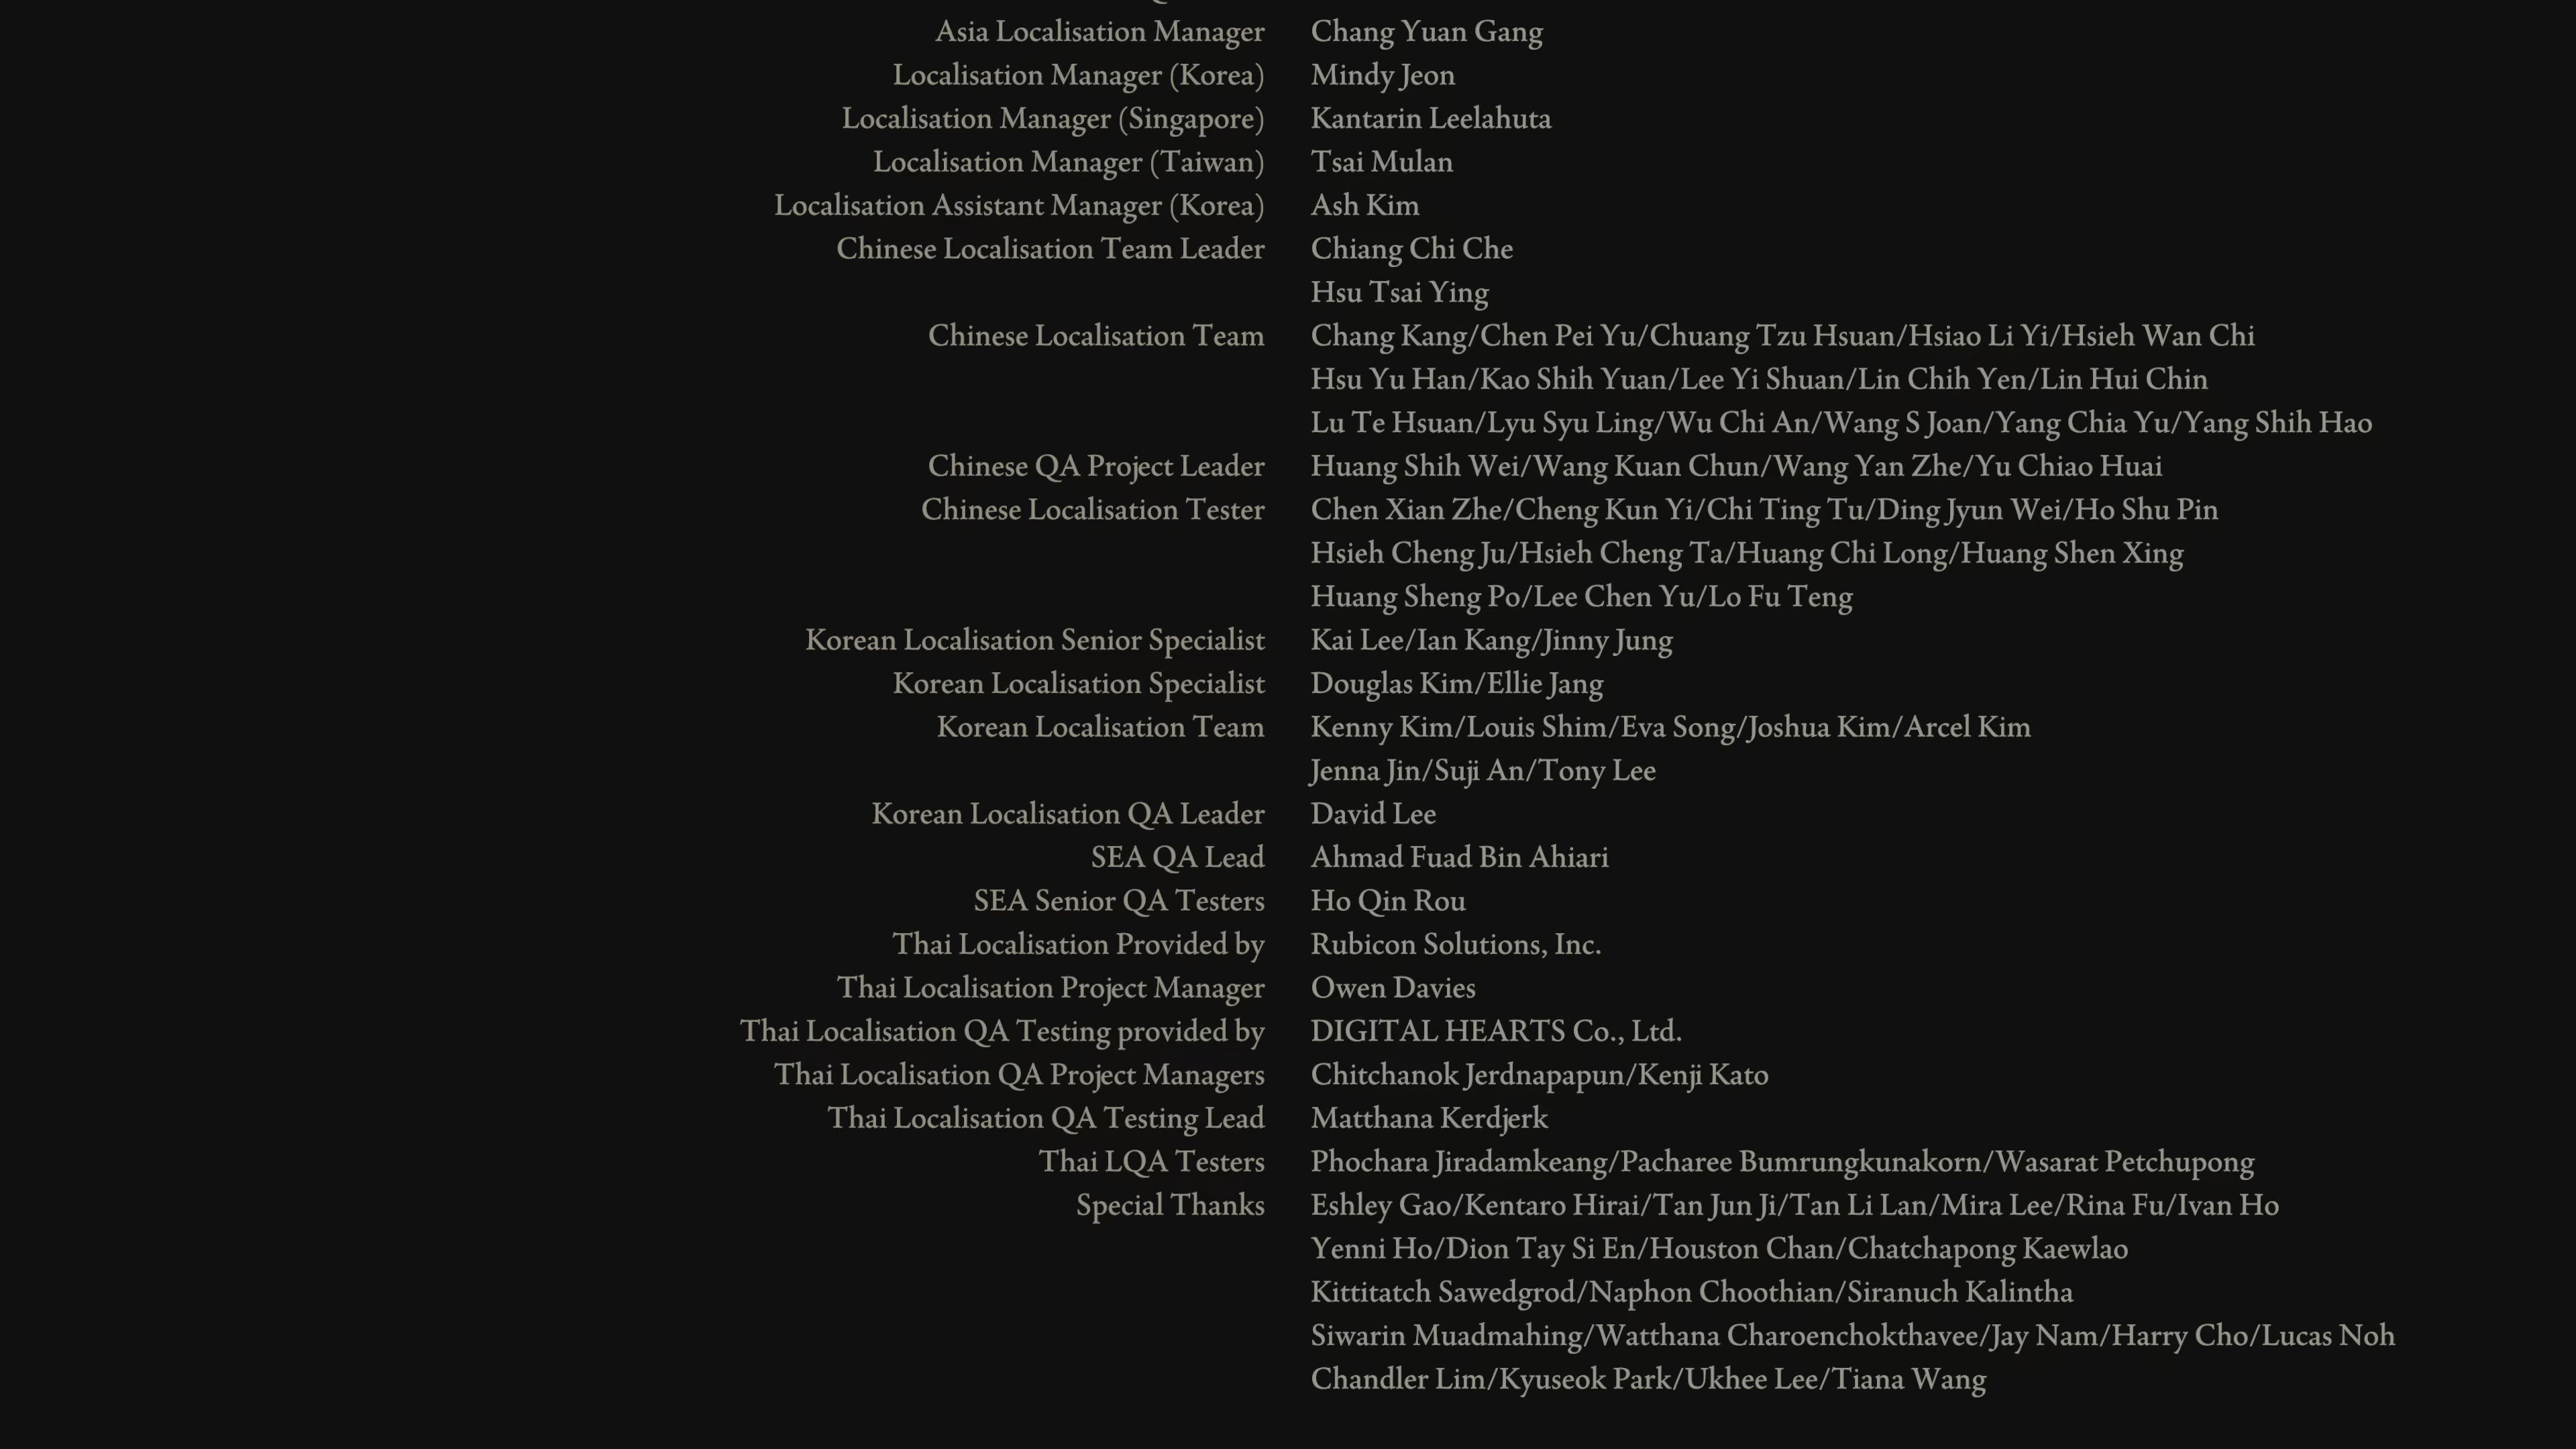 Asia Localisation Manager Chang Yuan Gang
Localisation Manager (Korea) Mindy Jeon
Localisation Manager (Singapore) Kantarin Leelahuta
Localisation Manager (Taiwan) Tsai Mulan
Localisation Assistant Manager (Korea) Ash Kim
Chinese Localisation Team Leader Chiang Chi Che
Hsu Tsai Ying
Chinese Localisation Team Chang Kang/Chen Pei Yu/Chuang Tzu Hsuan/Hsiao Li Yi/Hsieh Wan Chi
Hsu Yu Han/Kao Shih Yuan/Lee Yi Shuan/Lin Chih Yen/Lin Hui Chin
Lu Te Hsuan/Lyu Syu Ling/Wu Chi An/Wang S Joan/Yang Chia Yu/Yang Shih Hao
Chinese QA Project Leader Huang Shih Wei/Wang Kuan Chun/Wang Yan Zhe/Yu Chiao Huai
Chinese Localisation Tester Chen Xian Zhe/Cheng Kun Yi/Chi Ting Tu/Ding Jyun Wei/Ho Shu Pin
Hsieh Cheng Ju/Hsieh Cheng Ta/Huang Chi Long/Huang Shen Xing
Huang Sheng Po/Lee Chen Yu/Lo Fu Teng
Korean Localisation Senior Specialist Kai Lee/Ian Kang/Jinny Jung
Korean Localisation Specialist Douglas Kim/Ellie Jang
Korean Localisation Team Kenny Kim/Louis Shim/Eva Song/Joshua Kim/Arcel Kim
Jenna Jin/Suji An/Tony Lee
Korean Localisation QA Leader David Lee
SEA QA Lead Ahmad Fuad Bin Ahiari
SEA Senior QA Testers Ho Qin Rou
Thai Localisation Provided by Rubicon Solutions, Inc.
Thai Localisation Project Manager Owen Davies
Thai Localisation QA Testing provided by DIGITAL HEARTS Co., Ltd.
Thai Localisation QA Project Managers Chitchanok Jerdnapapun/Kenji Kato
Thai Localisation QA Testing Lead Matthana Kerdjerk
Thai LQA Testers Phochara Jiradamkeang/Pacharee Bumrungkunakorn/Wasarat Petchupong
Special Thanks Eshley Gao/Kentaro Hirai/Tan Jun Ji/Tan Li Lan/Mira Lee/Rina Fu/Ivan Ho
Yenni Ho/Dion Tay Si En/Houston Chan/Chatchapong Kaewlao
Kittitatch Sawedgrod/Naphon Choothian/Siranuch Kalintha
Siwarin Muadmahing/Watthana Charoenchokthavee/Jay Nam/Harry Cho/Lucas Noh
Chandler Lim/Kyuseok Park/Ukhee Lee/Tiana Wang